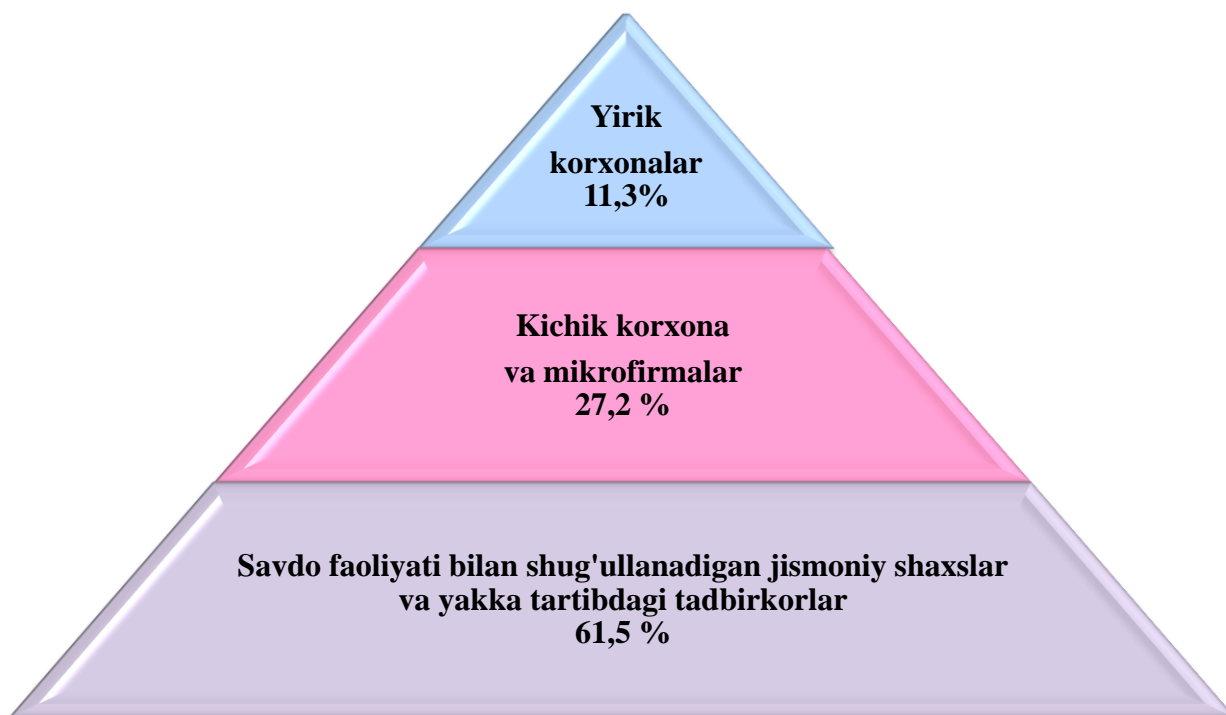 Yirik
korxonalar
11,3%
Kichik korxona
va mikrofirmalar
27,2 %
Savdo faoliyati bilan shug'ullanadigan jismoniy shaxslar
va yakka tartibdagi tadbirkorlar
61,5 %